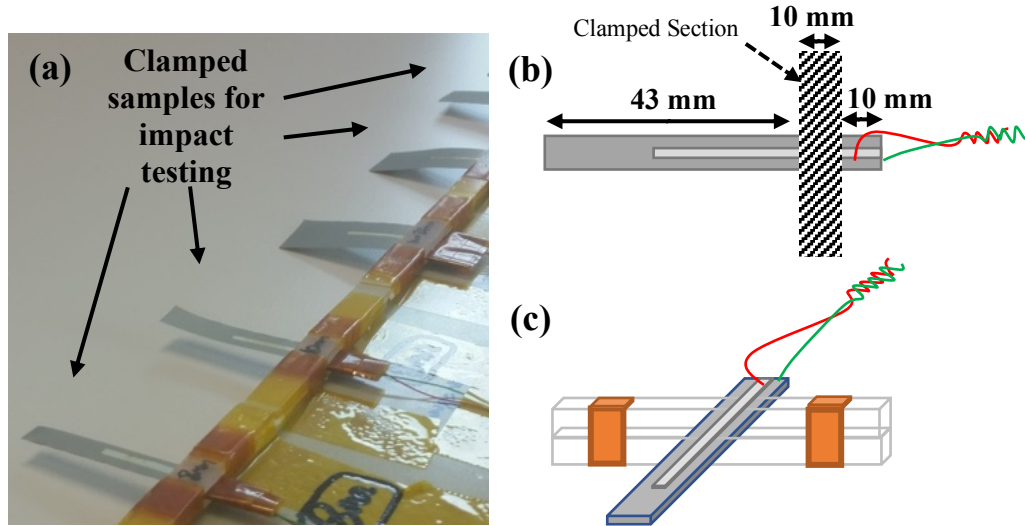 (a)
Clamped
samples for
impact
testing
10 mm
Clamped Section
(b)
43 mm
10 mm
(c)